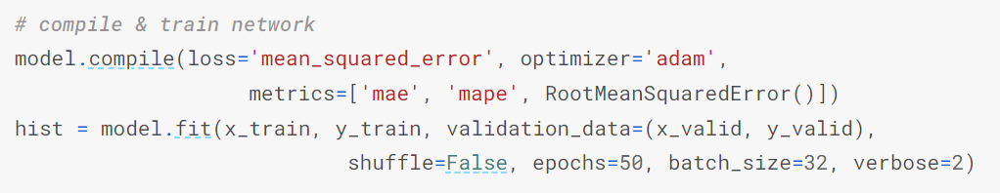 # compile & train network
model.compile(loss='mean_squared_error', optimizer='adam',
metrics=['mae', 'mape', RootMeanSquaredError()])
hist = model.fit(x_train, y_train, validation_data=(x_valid, y_valid),
shuffle=False, epochs=50, batch_size=32, verbose=2)